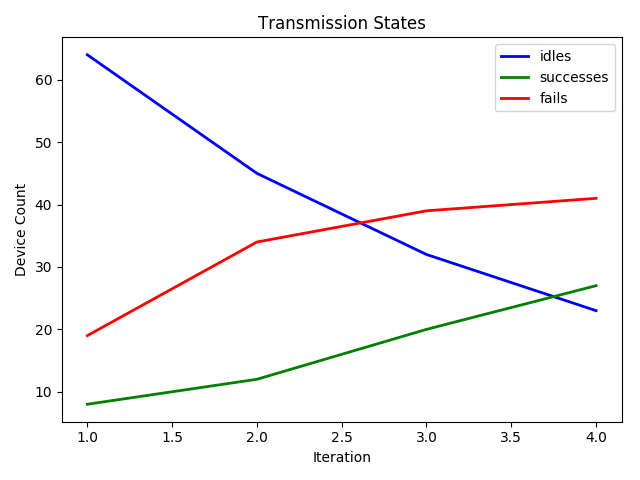 Transmission States
idles
successes
fails
Device Count
60
50
40
30
20
10
1.0 1.5 2.0 2.5 3.0 3.5 4.0
Iteration